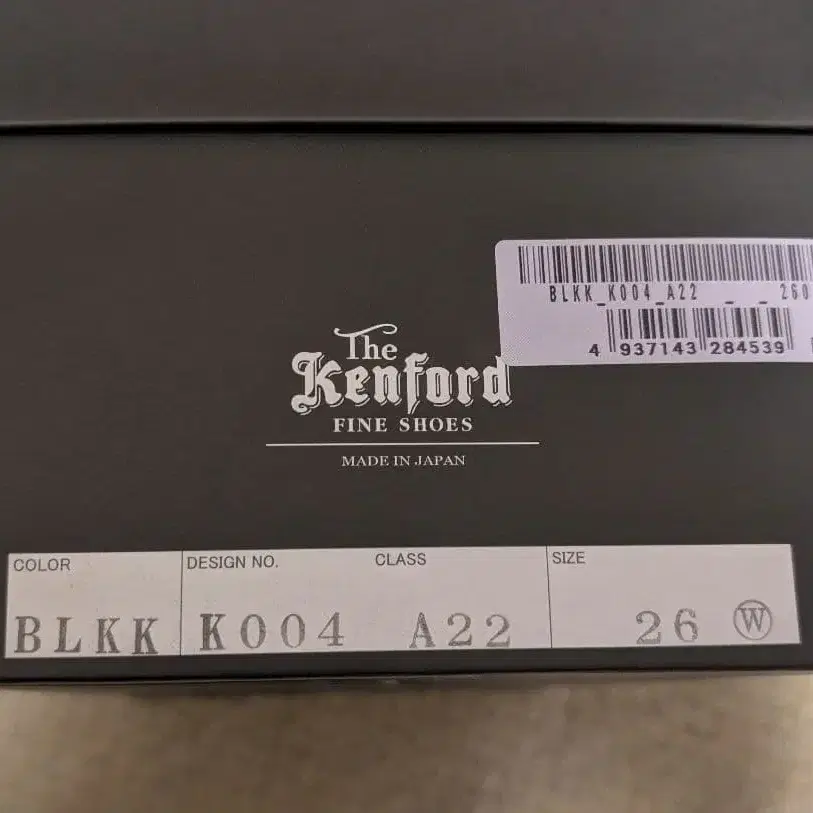 BLKK_K004_A22 _ _ 260
4 937143 284539
The
Kenford
FINE SHOES
MADE IN JAPAN
COLOR DESIGN NO. CLASS SIZE
BLKK K004 A22 26 Ⓦ